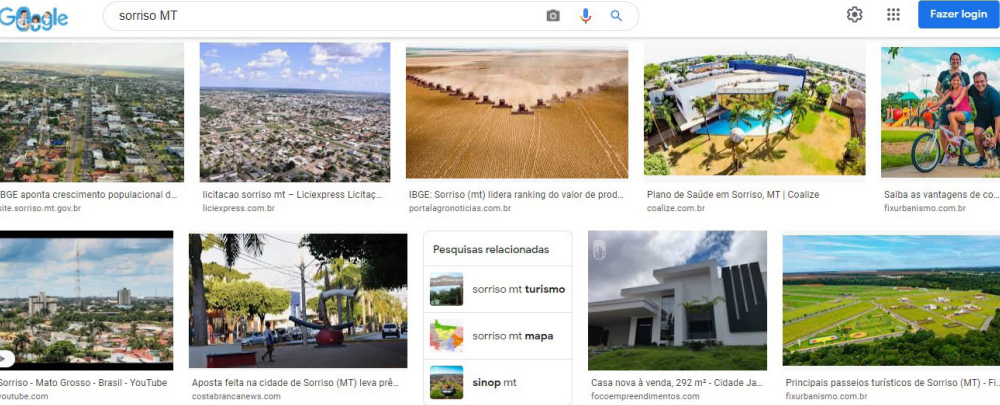 Google
sorriso MT
Fazer login
IBGE aponta crescimento populacional d...
site.sorriso.mt.gov.br
licitacao sorriso mt – Liciexpress Licitaç...
liciexpress.com.br
IBGE: Sorriso (mt) lidera ranking do valor de prod...
portalagronoticias.com.br
Plano de Saúde em Sorriso, MT | Coalize
coalize.com.br
Saiba as vantagens de co...
fixurbanismo.com.br
Sorriso - Mato Grosso - Brasil - YouTube
youtube.com
Aposta feita na cidade de Sorriso (MT) leva prê...
costabrancanews.com
Pesquisas relacionadas
sorriso mt turismo
sorriso mt mapa
sinop mt
Casa nova à venda, 292 m² - Cidade Ja...
focoempreendimentos.com
Principais passeios turísticos de Sorriso (MT) - Fi...
fixurbanismo.com.br